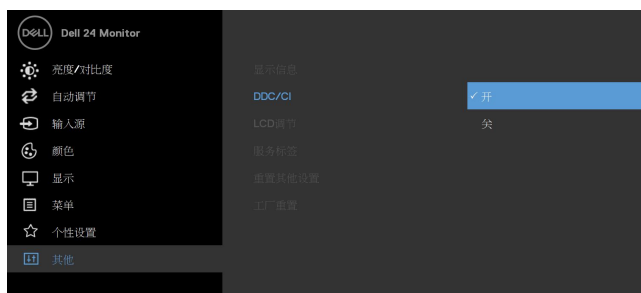 DELL Dell 24 Monitor
亮度/对比度
显示信息
自动调节
DDC/CI
✓ 开
输入源
LCD调节
关
颜色
服务标签
显示
重置其他设置
菜单
工厂重置
个性设置
其他